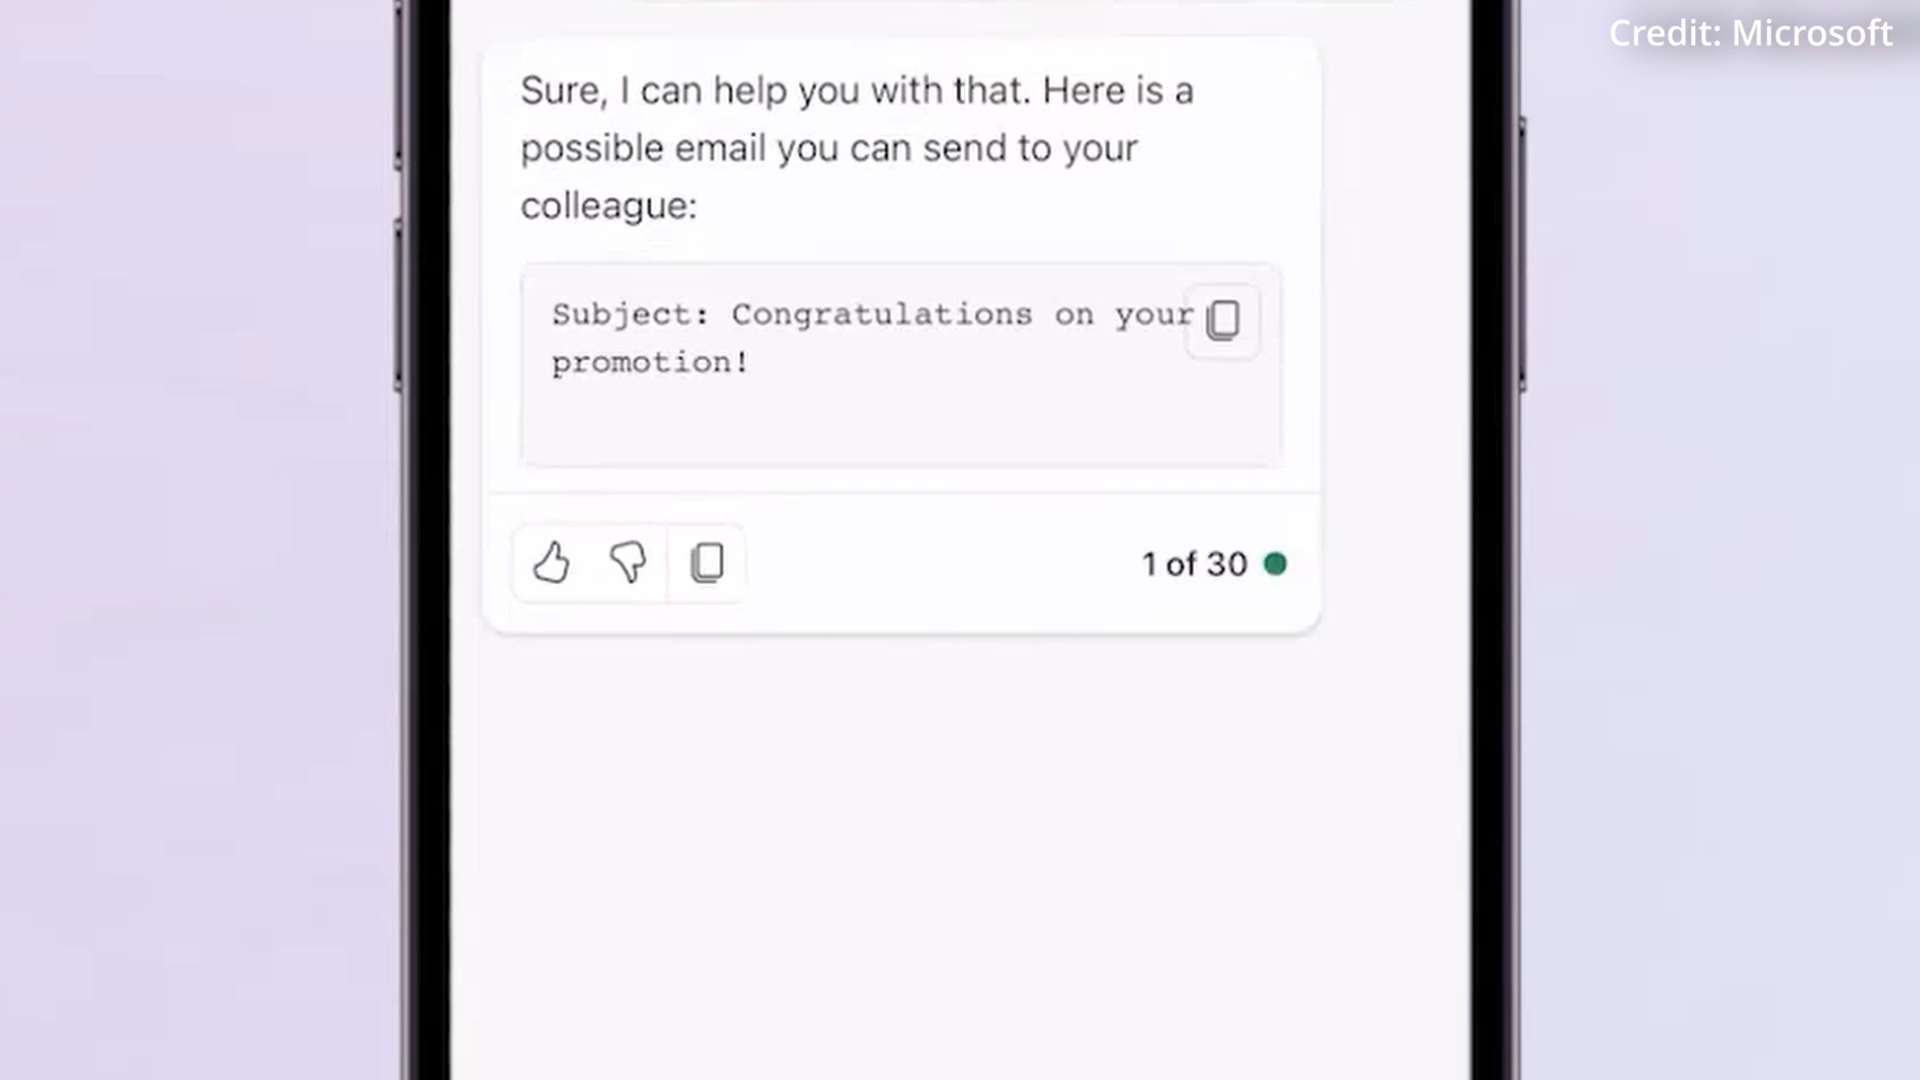 Credit: Microsoft
Sure, I can help you with that. Here is a
possible email you can send to your
colleague:
Subject: Congratulations on your
promotion!
1 of 30